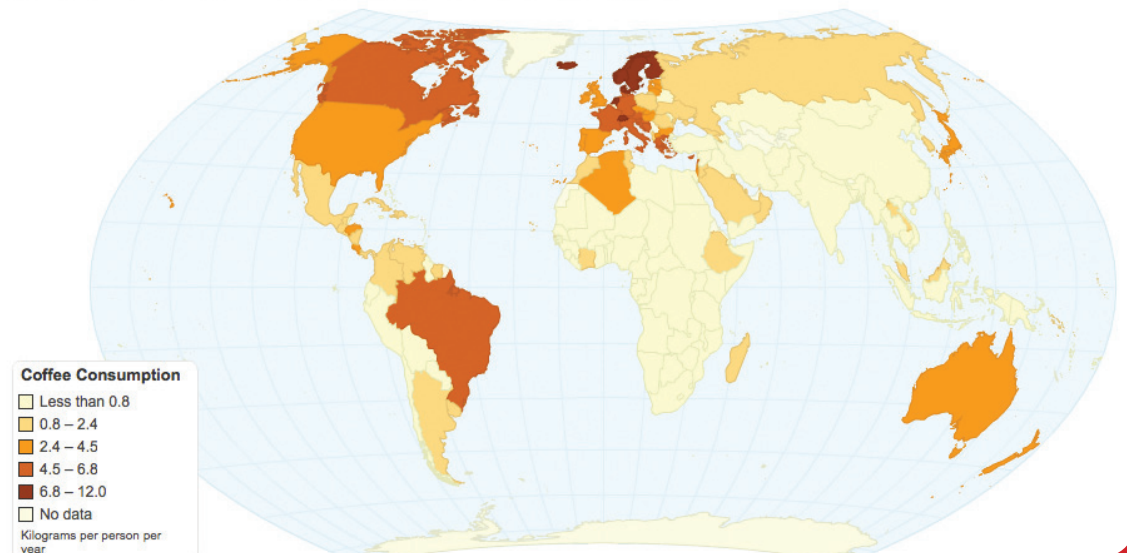 Coffee Consumption
Less than 0.8
0.8 – 2.4
2.4 – 4.5
4.5 – 6.8
6.8 – 12.0
No data
Kilograms per person per
year